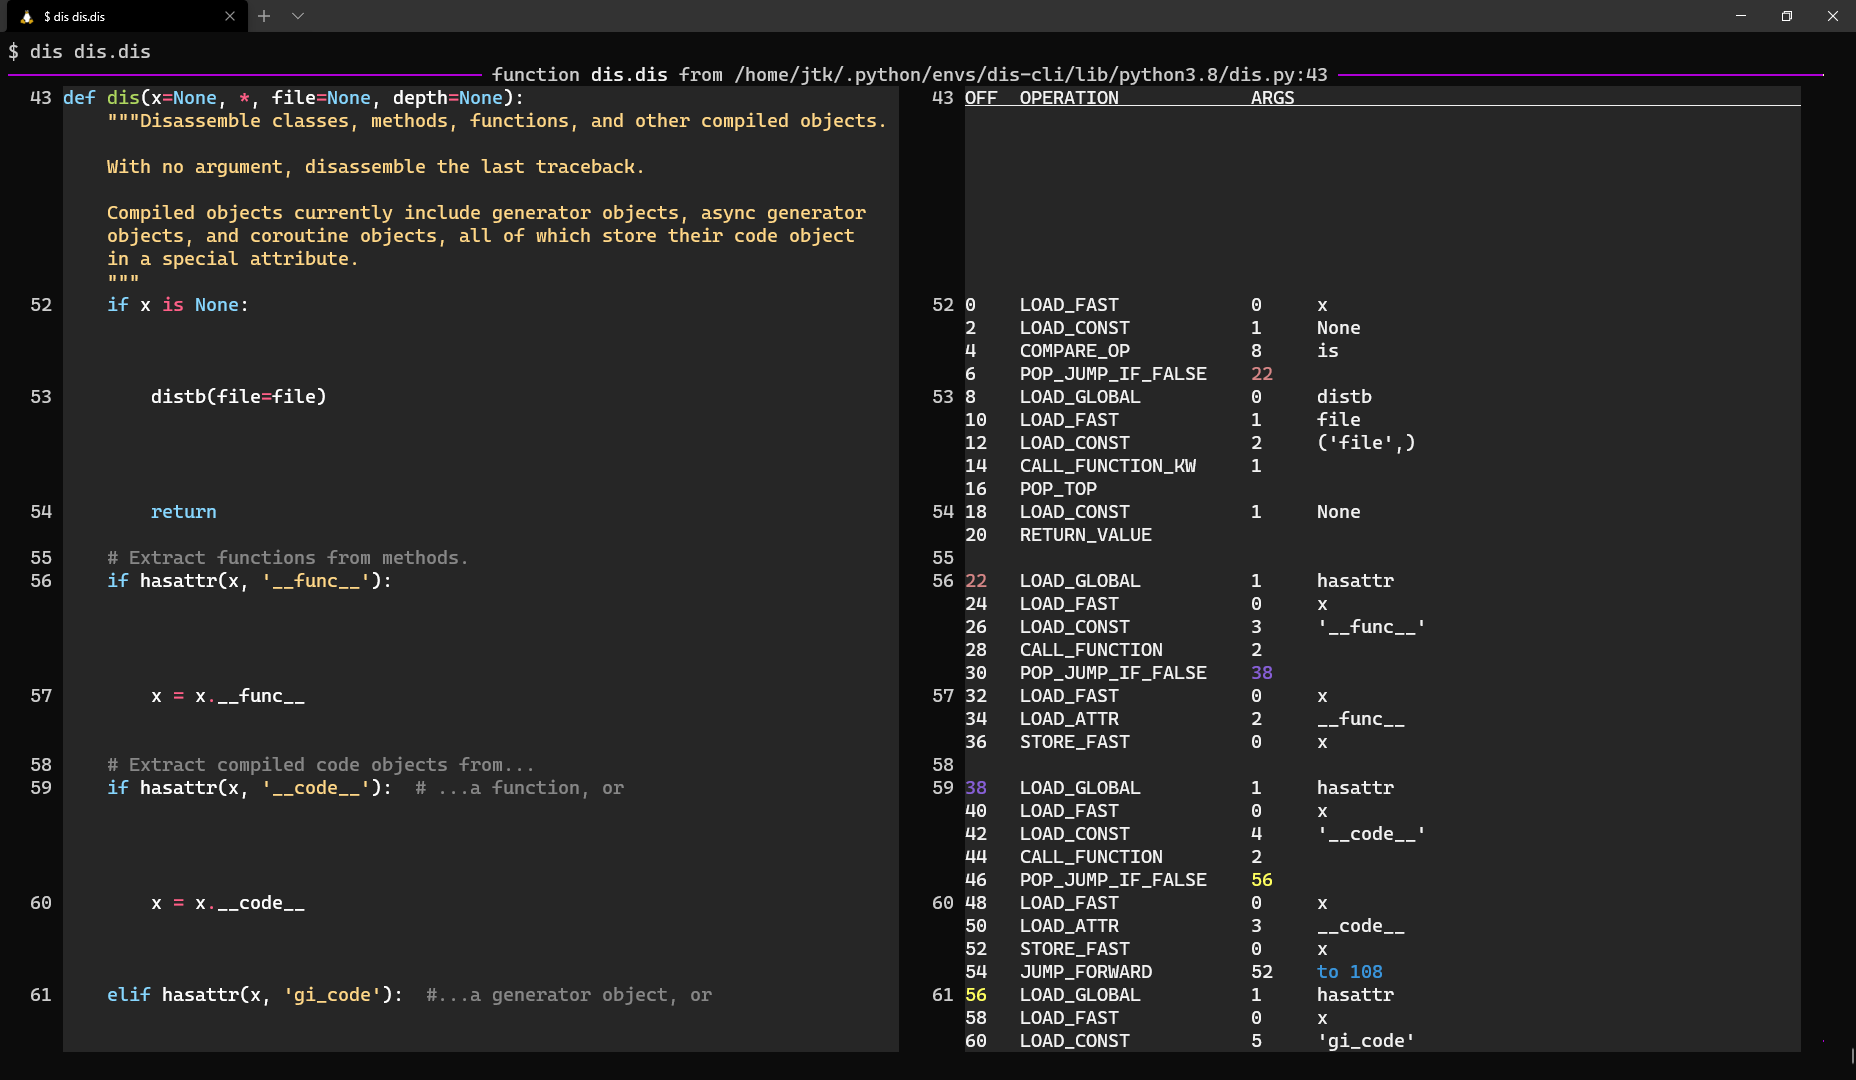 $ dis dis.dis
$ dis dis.dis
function dis.dis from /home/jtk/.python/envs/dis-cli/lib/python3.8/dis.py:43
43 def dis(x=None, *, file=None, depth=None):
"""Disassemble classes, methods, functions, and other compiled objects.
With no argument, disassemble the last traceback.
Compiled objects currently include generator objects, async generator
objects, and coroutine objects, all of which store their code object
in a special attribute.
"""
52 if x is None:
53 distb(file=file)
54 return
55 # Extract functions from methods.
56 if hasattr(x, '__func__'):
57 x = x.__func__
58 # Extract compiled code objects from...
59 if hasattr(x, '__code__'):  # ...a function, or
60 x = x.__code__
61 elif hasattr(x, 'gi_code'):  #...a generator object, or
43 OFF OPERATION ARGS
52 0 LOAD_FAST 0 x
2 LOAD_CONST 1 None
4 COMPARE_OP 8 is
6 POP_JUMP_IF_FALSE 22
53 8 LOAD_GLOBAL 0 distb
10 LOAD_FAST 1 file
12 LOAD_CONST 2 ('file',)
14 CALL_FUNCTION_KW 1
16 POP_TOP
54 18 LOAD_CONST 1 None
20 RETURN_VALUE
55
56 22 LOAD_GLOBAL 1 hasattr
24 LOAD_FAST 0 x
26 LOAD_CONST 3 '__func__'
28 CALL_FUNCTION 2
30 POP_JUMP_IF_FALSE 38
57 32 LOAD_FAST 0 x
34 LOAD_ATTR 2 __func__
36 STORE_FAST 0 x
58
59 38 LOAD_GLOBAL 1 hasattr
40 LOAD_FAST 0 x
42 LOAD_CONST 4 '__code__'
44 CALL_FUNCTION 2
46 POP_JUMP_IF_FALSE 56
60 48 LOAD_FAST 0 x
50 LOAD_ATTR 3 __code__
52 STORE_FAST 0 x
54 JUMP_FORWARD 52 to 108
61 56 LOAD_GLOBAL 1 hasattr
58 LOAD_FAST 0 x
60 LOAD_CONST 5 'gi_code'